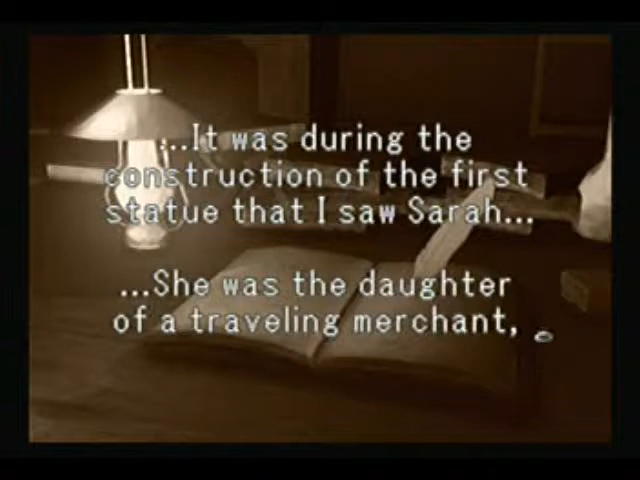 ...It was during the
construction of the first
statue that I saw Sarah...
...She was the daughter
of a traveling merchant,